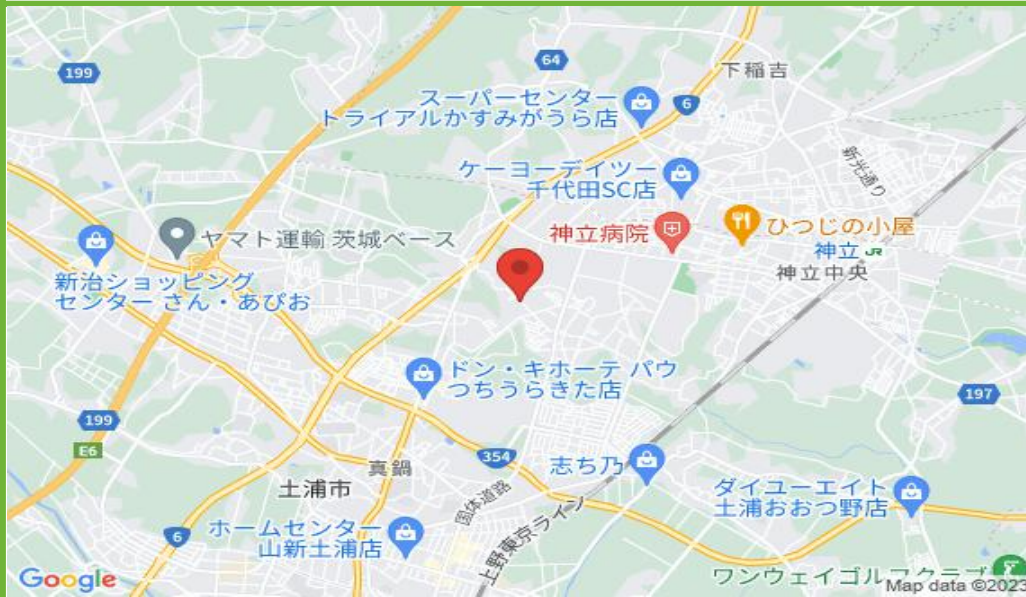 199
64
下稲吉
スーパーセンター
トライアルかすみがうら店
6
新光通り
ケーヨーデイツー
千代田SC店
神立病院
ひつじの小屋
神立 JR
神立中央
ヤマト運輸 茨城ベース
新治ショッピング
センター さん・あぴお
ドン・キホーテ パウ
つちうらきた店
197
199
E6
354
真鍋
志ち乃
土浦市
国体道路
ダイユーエイト
土浦おおつ野店
6
ホームセンター
山新土浦店
上野東京ライン
ワンウェイゴルフクラブ
Google
Map data ©2023